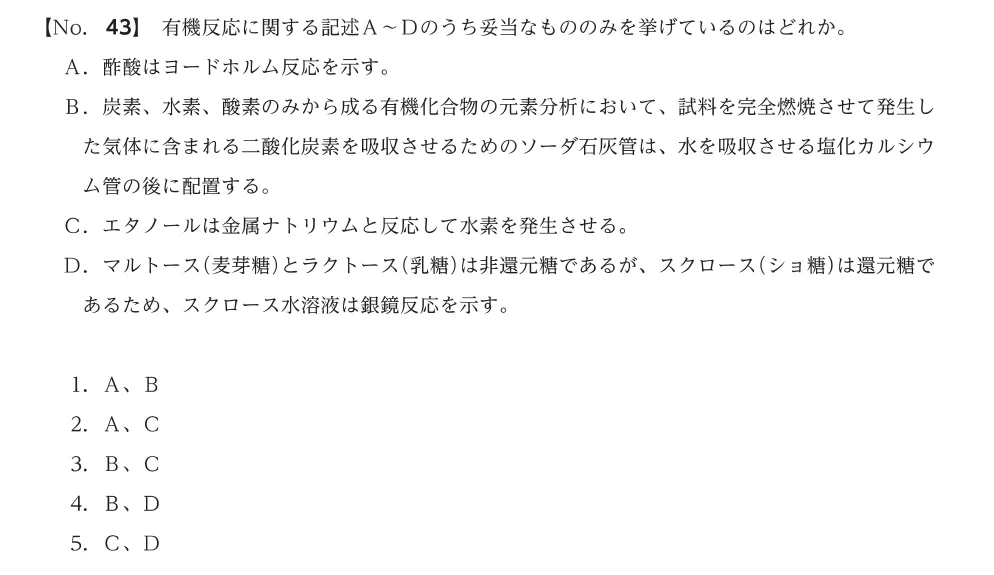 【No. 43】 有機反応に関する記述A～Dのうち妥当なもののみを挙げているのはどれか。
A．酢酸はヨードホルム反応を示す。
B．炭素、水素、酸素のみから成る有機化合物の元素分析において、試料を完全燃焼させて発生し
た気体に含まれる二酸化炭素を吸収させるためのソーダ石灰管は、水を吸収させる塩化カルシウ
ム管の後に配置する。
C．エタノールは金属ナトリウムと反応して水素を発生させる。
D．マルトース(麦芽糖)とラクトース(乳糖)は非還元糖であるが、スクロース(ショ糖)は還元糖で
あるため、スクロース水溶液は銀鏡反応を示す。
1．A、B
2．A、C
3．B、C
4．B、D
5．C、D